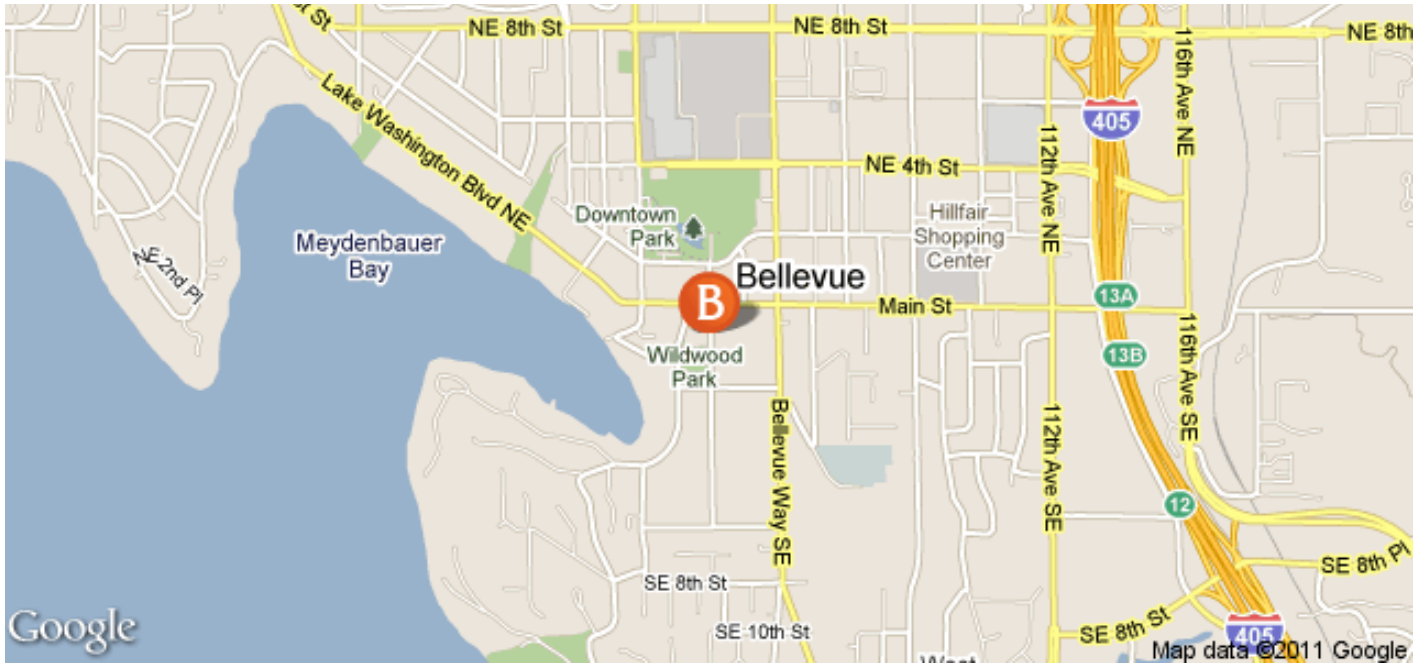 st St
NE 8th St
NE 8th St
NE 8th
Lake Washington Blvd NE
116th Ave NE
405
112th Ave NE
NE 4th St
Downtown
Park
Hillfair
Shopping
Center
Meydenbauer
Bay
E 2nd Pl
B
Bellevue
Main St
13A
13B
116th Ave SE
Wildwood
Park
Bellevue Way SE
112th Ave SE
12
SE 8th Pl
SE 8th St
SE 8th St
SE 10th St
405
West
Google
Map data ©2011 Google